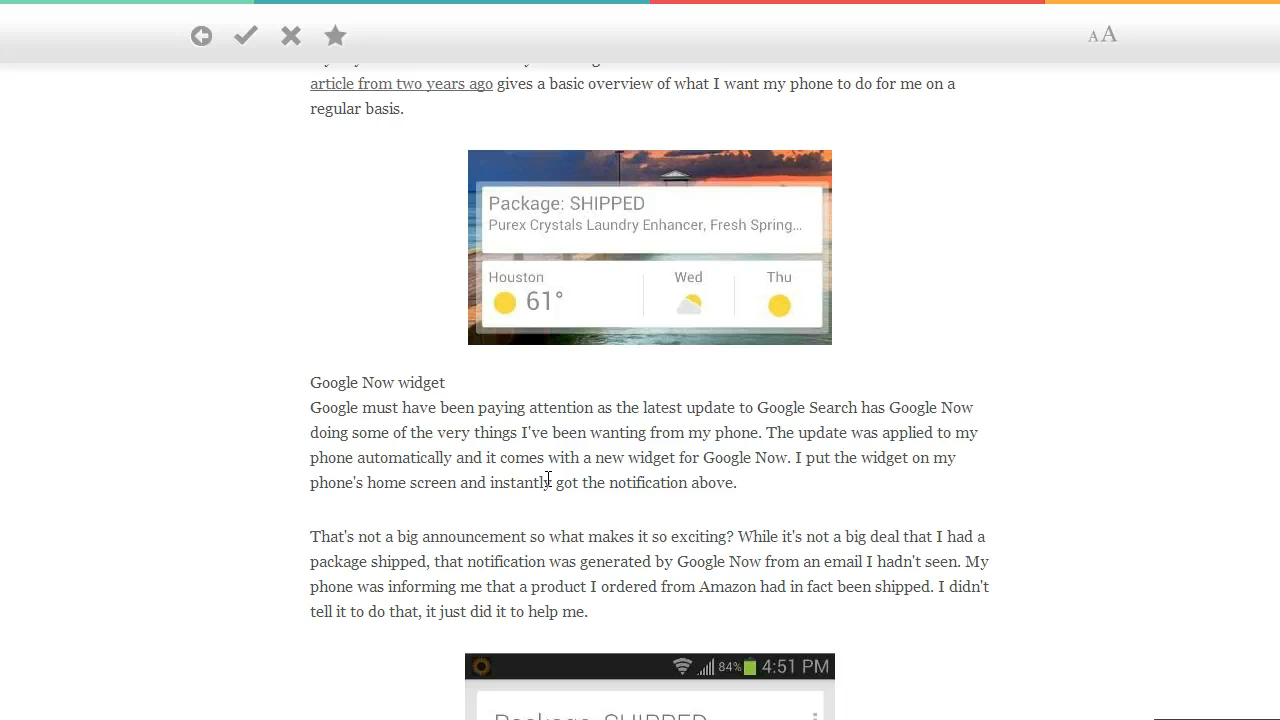 AA
article from two years ago gives a basic overview of what I want my phone to do for me on a
regular basis.
Package: SHIPPED
Purex Crystals Laundry Enhancer, Fresh Spring...
Houston
Wed
Thu
61°
Google Now widget
Google must have been paying attention as the latest update to Google Search has Google Now
doing some of the very things I've been wanting from my phone. The update was applied to my
phone automatically and it comes with a new widget for Google Now. I put the widget on my
phone's home screen and instantly got the notification above.
That's not a big announcement so what makes it so exciting? While it's not a big deal that I had a
package shipped, that notification was generated by Google Now from an email I hadn't seen. My
phone was informing me that a product I ordered from Amazon had in fact been shipped. I didn't
tell it to do that, it just did it to help me.
84% 4:51 PM
Package: SHIPPED